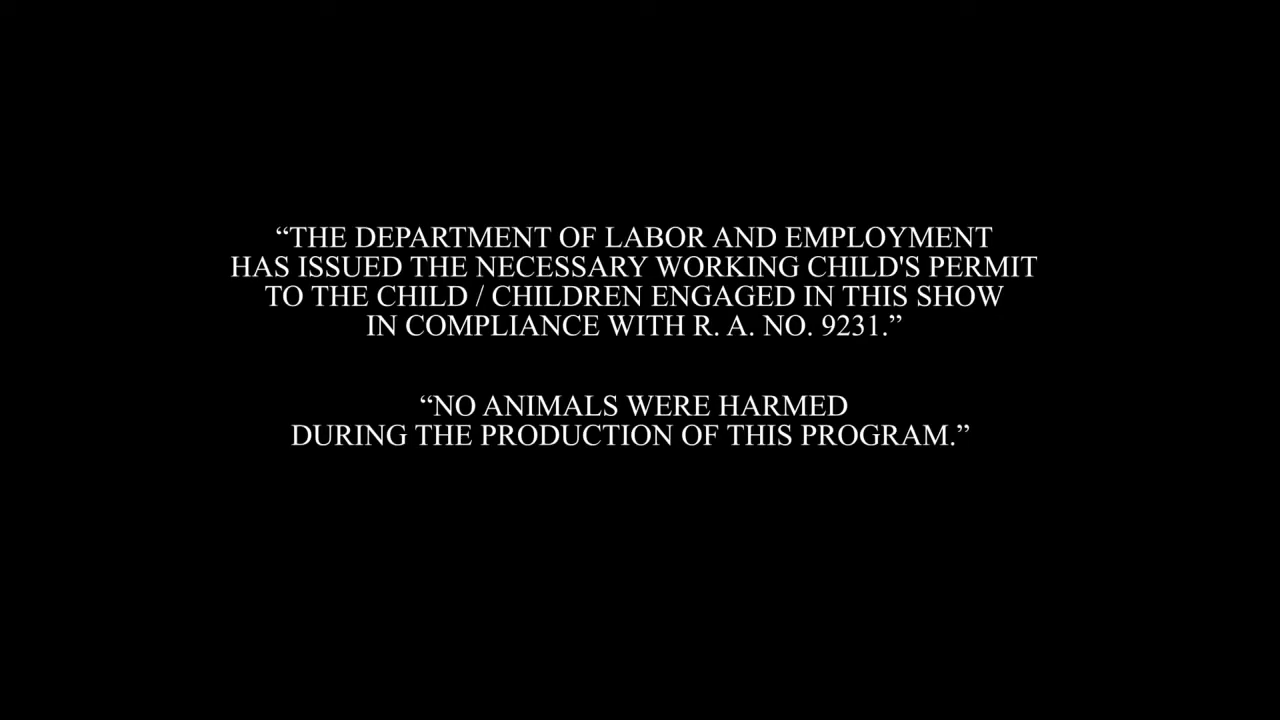 “THE DEPARTMENT OF LABOR AND EMPLOYMENT
HAS ISSUED THE NECESSARY WORKING CHILD'S PERMIT
TO THE CHILD / CHILDREN ENGAGED IN THIS SHOW
IN COMPLIANCE WITH R. A. NO. 9231.”
“NO ANIMALS WERE HARMED
DURING THE PRODUCTION OF THIS PROGRAM.”